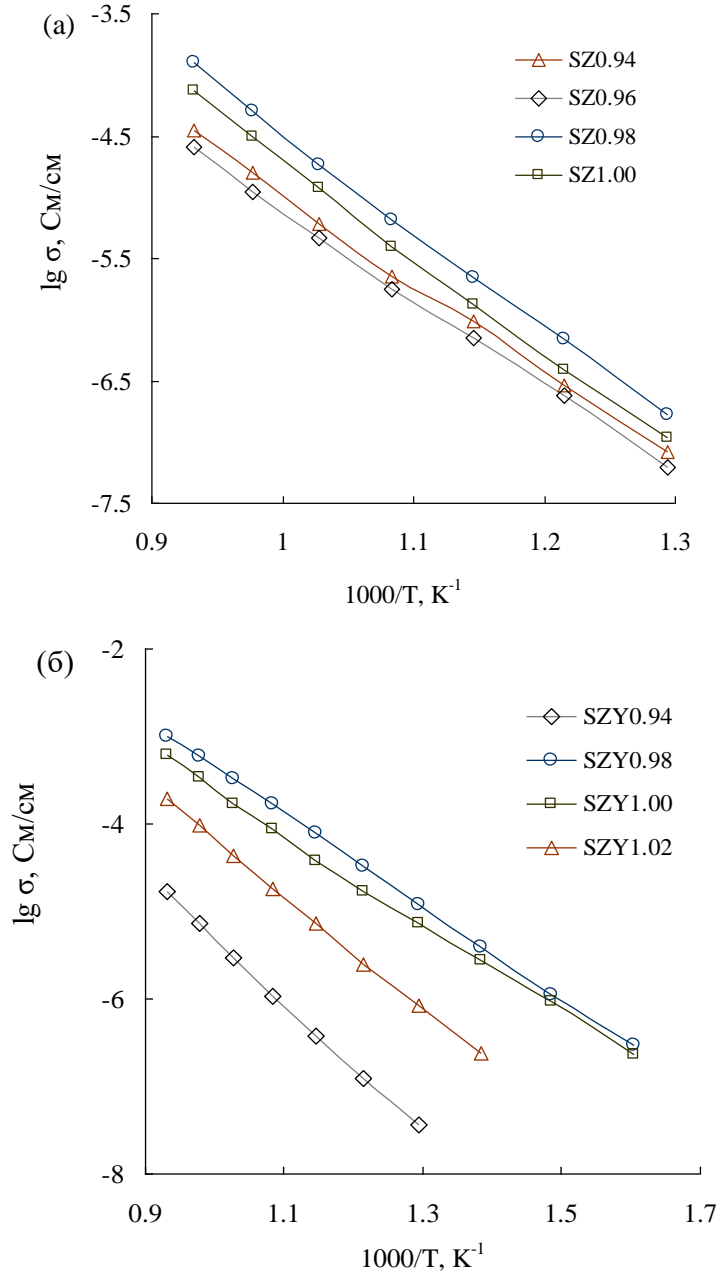 (а)
-3.5
-4.5
-5.5
-6.5
-7.5
lg σ, См/см
SZ0.94
SZ0.96
SZ0.98
SZ1.00
0.9 1 1.1 1.2 1.3
1000/T, K⁻¹
(б)
-2
-4
-6
-8
lg σ, См/см
SZY0.94
SZY0.98
SZY1.00
SZY1.02
0.9 1.1 1.3 1.5 1.7
1000/T, K⁻¹